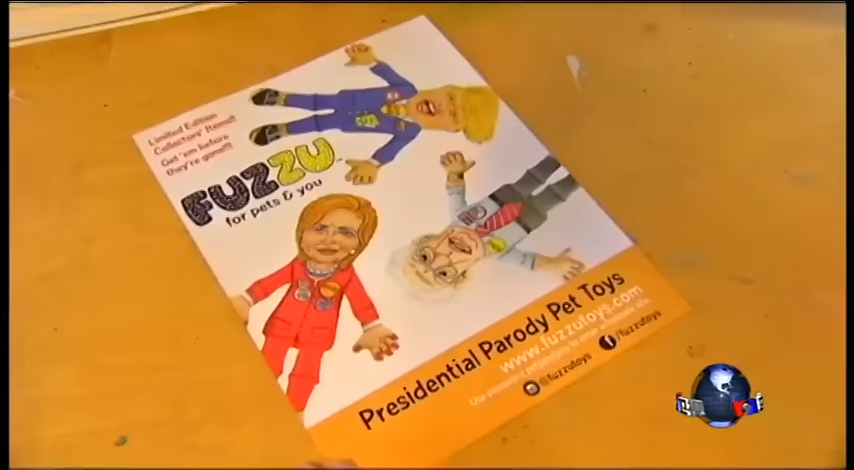 Limited Edition
Collectors' Items!!
Get 'em before
they're gone!!!
FUZZU
for pets & you
Presidential Parody Pet Toys
www.fuzzutoys.com
@fuzzutoys
f /fuzzutoys